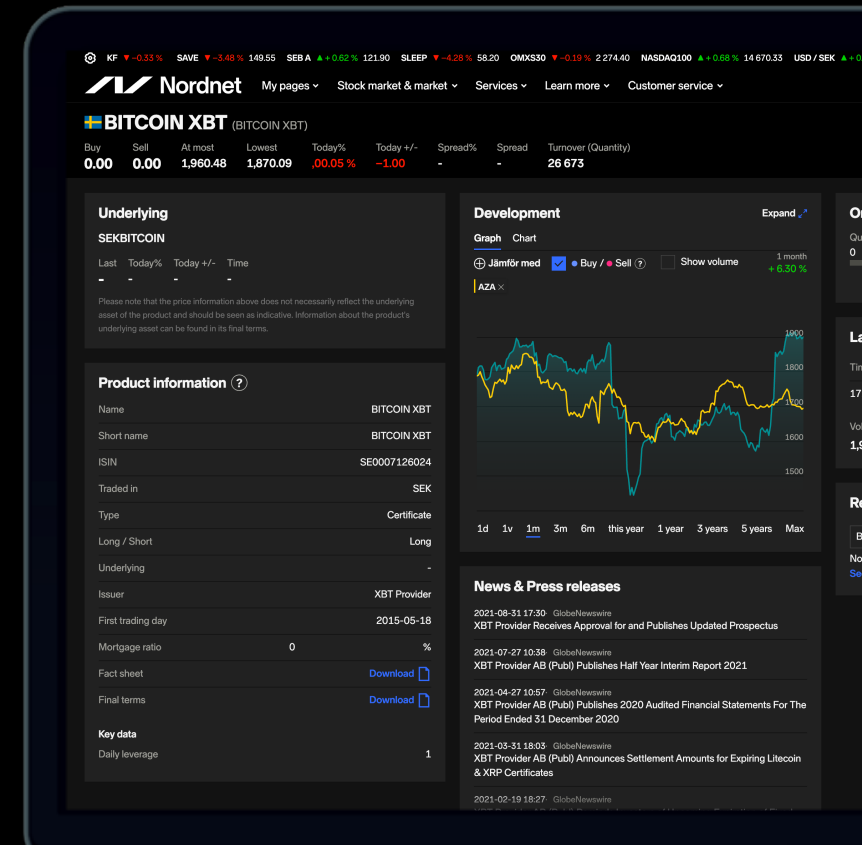 KF ▼ -0.33 % SAVE ▼ -3.48 % 149.55 SEB A ▲ + 0.62 % 121.90 SLEEP ▼ -4.28 % 58.20 OMXS30 ▼ -0.19 % 2 274.40 NASDAQ100 ▲ + 0.68 % 14 670.33 USD / SEK ▲ + 0
Nordnet My pages Stock market & market Services Learn more Customer service
BITCOIN XBT (BITCOIN XBT)
Buy Sell At most Lowest Today% Today +/- Spread% Spread Turnover (Quantity)
0.00 0.00 1,960.48 1,870.09 ,00.05 % -1.00 - - 26 673
Underlying
SEKBITCOIN
Last Today% Today +/- Time
- - - -
Please note that the price information above does not necessarily reflect the underlying
asset of the product and should be seen as indicative. Information about the product's
underlying asset can be found in its final terms.
Product information ?
Name BITCOIN XBT
Short name BITCOIN XBT
ISIN SE0007126024
Traded in SEK
Type Certificate
Long / Short Long
Underlying -
Issuer XBT Provider
First trading day 2015-05-18
Mortgage ratio 0 %
Fact sheet Download
Final terms Download
Key data
Daily leverage 1
Development Expand
Graph Chart
Jämför med Buy / Sell ? Show volume 1 month
+ 6.30 %
AZA ×
1900
1800
1700
1600
1500
1d 1v 1m 3m 6m this year 1 year 3 years 5 years Max
News & Press releases
2021-08-31 17:30· GlobeNewswire
XBT Provider Receives Approval for and Publishes Updated Prospectus
2021-07-27 10:38· GlobeNewswire
XBT Provider AB (Publ) Publishes Half Year Interim Report 2021
2021-04-27 10:57· GlobeNewswire
XBT Provider AB (Publ) Publishes 2020 Audited Financial Statements For The
Period Ended 31 December 2020
2021-03-31 18:03· GlobeNewswire
XBT Provider AB (Publ) Announces Settlement Amounts for Expiring Litecoin
& XRP Certificates
2021-02-19 18:27· GlobeNewswire
Or
Qu
0
La
Tim
17
Vol
1,9
Re
B
No
Se